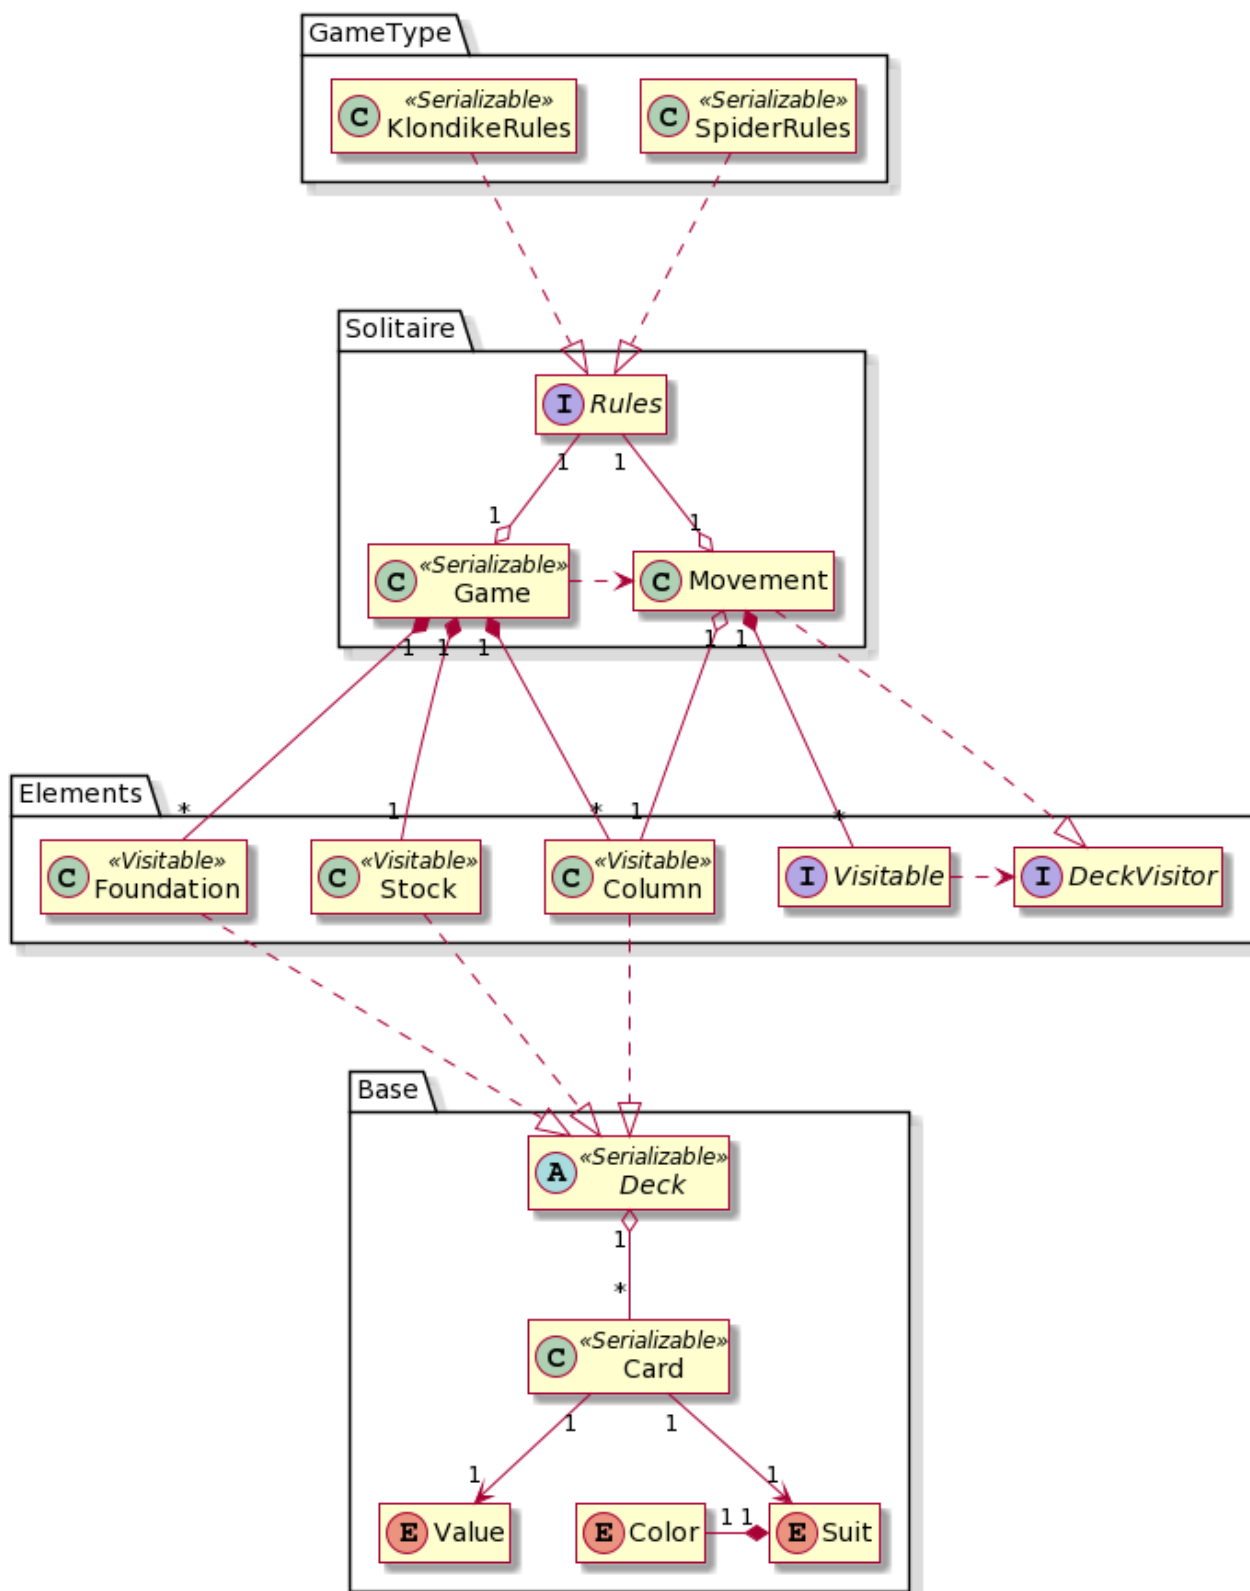 GameType
C «Serializable» KlondikeRules
C «Serializable» SpiderRules
Solitaire
I Rules
1 1
1 1
C «Serializable» Game
C Movement
1 1 1 1 1
Elements
* 1 * 1 *
C «Visitable» Foundation
C «Visitable» Stock
C «Visitable» Column
I Visitable
I DeckVisitor
Base
A «Serializable» Deck
1
*
C «Serializable» Card
1 1
1 1
E Value
E Color
1 1
E Suit